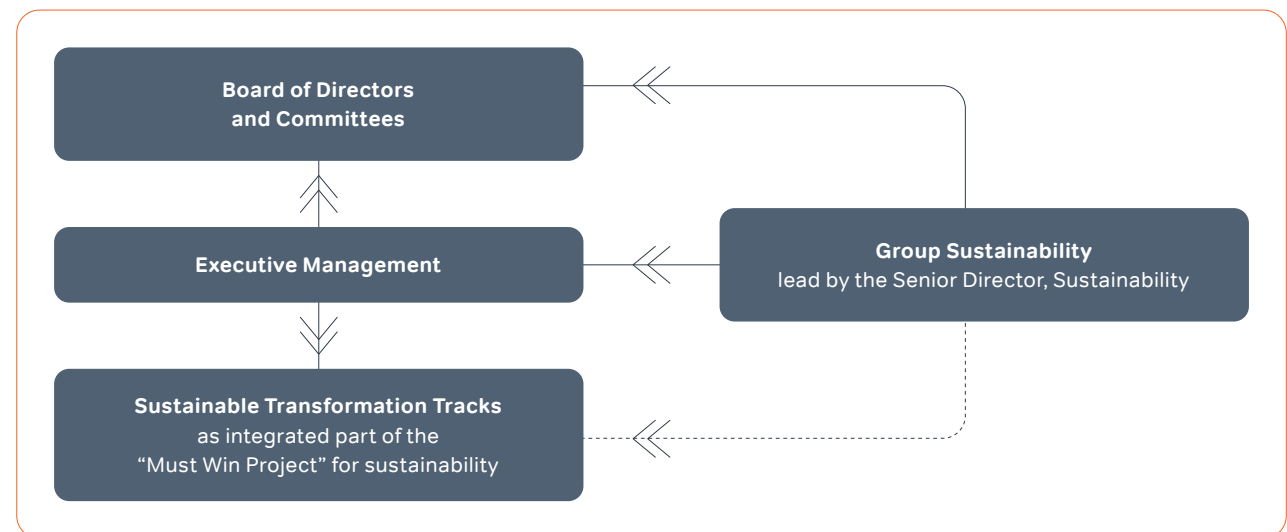 Board of Directors
and Committees
Executive Management
Group Sustainability
lead by the Senior Director, Sustainability
Sustainable Transformation Tracks
as integrated part of the
“Must Win Project” for sustainability